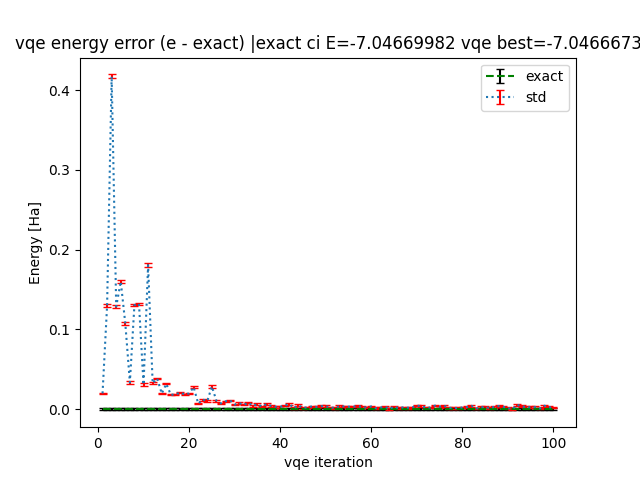 vqe energy error (e - exact) |exact ci E=-7.04669982 vqe best=-7.0466673
exact
std
0.4
0.3
0.2
0.1
0.0
Energy [Ha]
0 20 40 60 80 100
vqe iteration